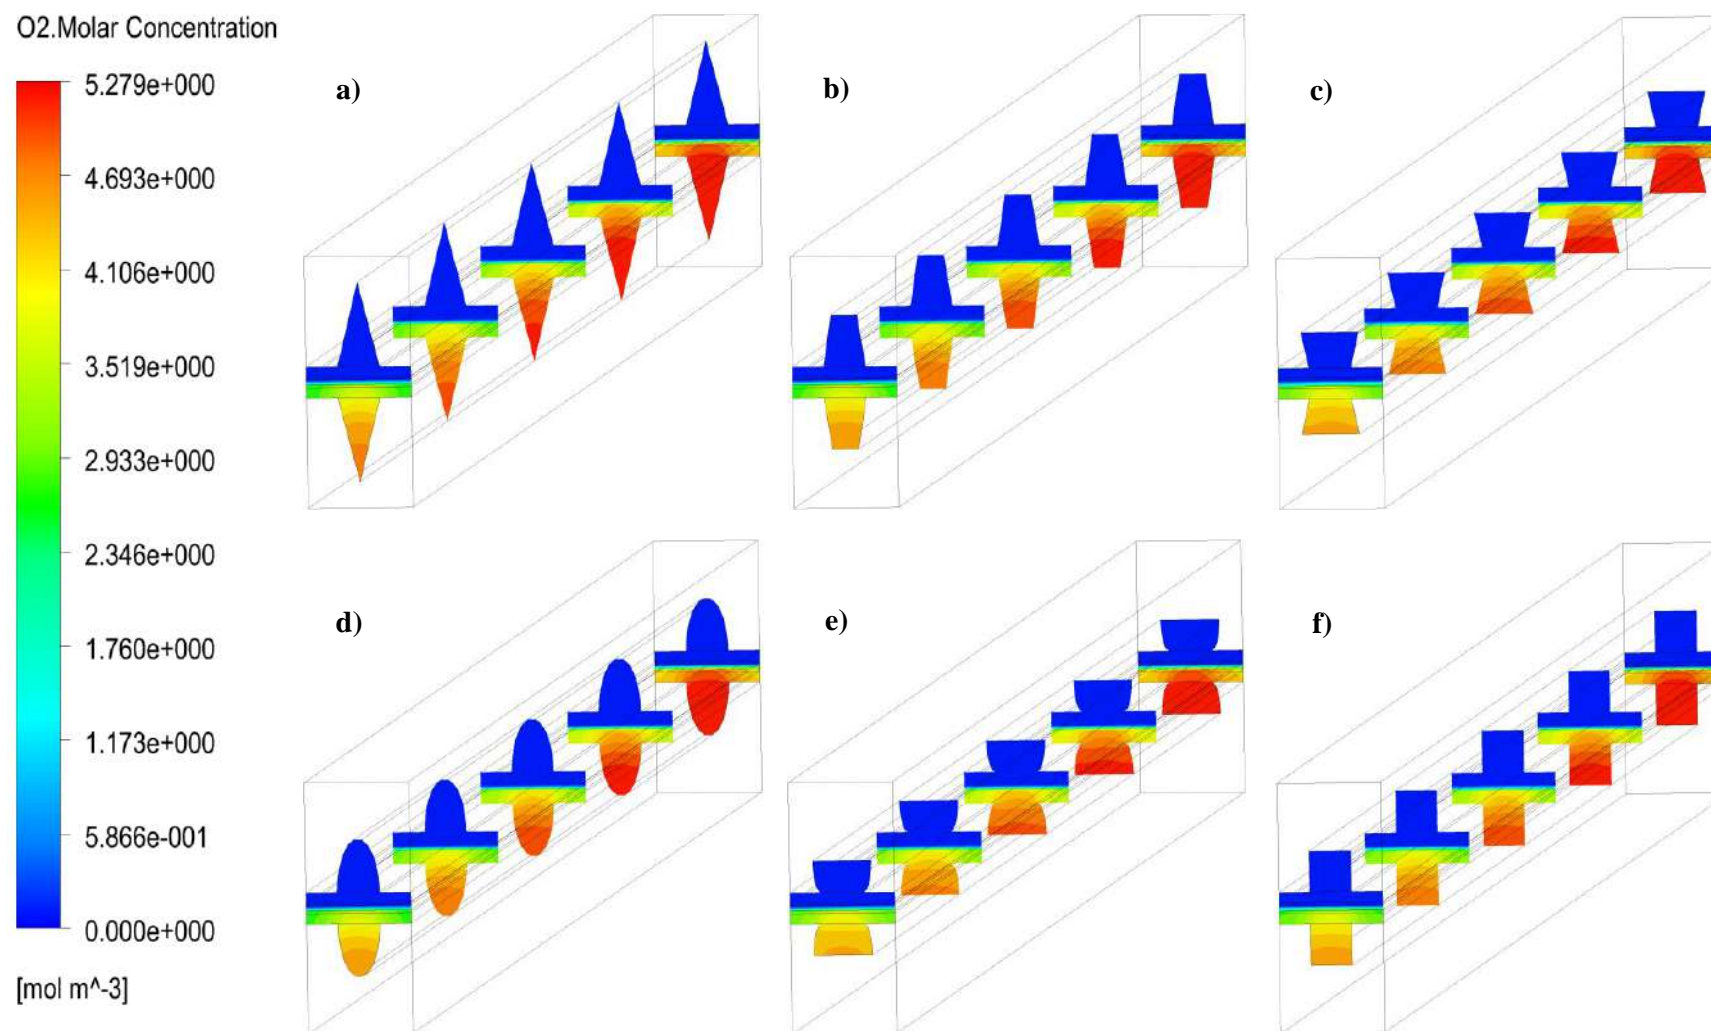 O2.Molar Concentration
5.279e+000
4.693e+000
4.106e+000
3.519e+000
2.933e+000
2.346e+000
1.760e+000
1.173e+000
5.866e-001
0.000e+000
[mol m^-3]
a)
b)
c)
d)
e)
f)